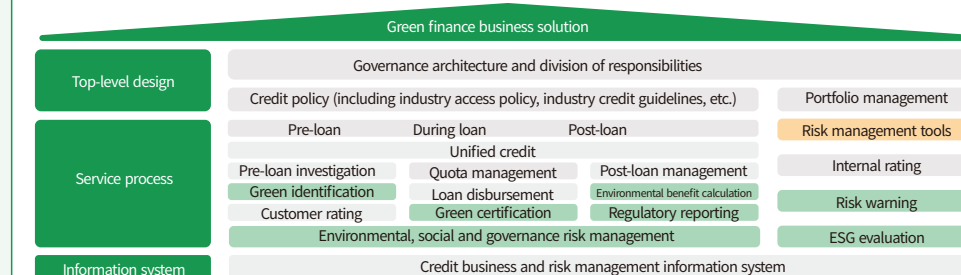 Green finance business solution
Top-level design
Governance architecture and division of responsibilities
Credit policy (including industry access policy, industry credit guidelines, etc.)
Portfolio management
Service process
Pre-loan During loan Post-loan
Risk management tools
Unified credit
Pre-loan investigation Quota management Post-loan management
Internal rating
Green identification Loan disbursement Environmental benefit calculation
Customer rating Green certification Regulatory reporting
Risk warning
Environmental, social and governance risk management
ESG evaluation
Information system
Credit business and risk management information system